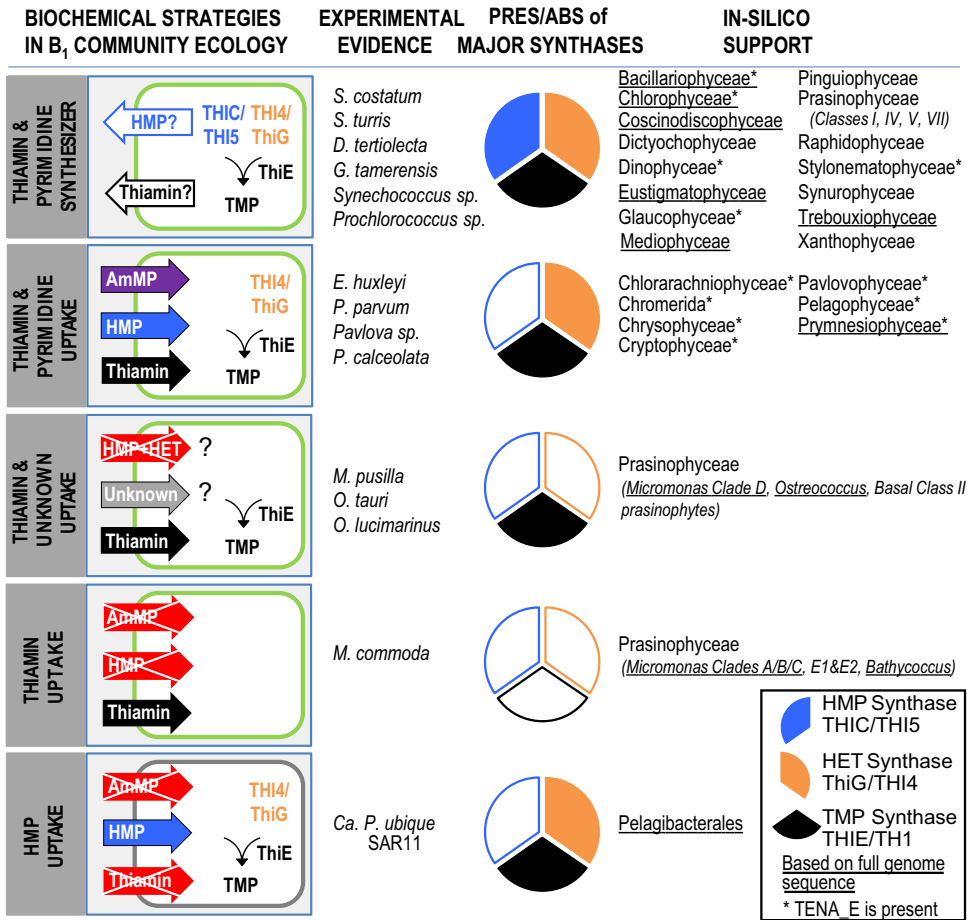 BIOCHEMICAL STRATEGIES
IN B1 COMMUNITY ECOLOGY
EXPERIMENTAL
EVIDENCE
PRES/ABS of
MAJOR SYNTHASES
IN-SILICO
SUPPORT
THIAMIN &
PYRIMIDINE
SYNTHESIZER
HMP?
THIC/
THI5
THI4/
ThiG
Thiamin?
ThiE
TMP
S. costatum
S. turris
D. tertiolecta
G. tamerensis
Synechococcus sp.
Prochlorococcus sp.
Bacillariophyceae*
Chlorophyceae*
Coscinodiscophyceae
Dictyochophyceae
Dinophyceae*
Eustigmatophyceae
Glaucophyceae*
Mediophyceae
Pinguiophyceae
Prasinophyceae
(Classes I, IV, V, VII)
Raphidophyceae
Stylonematophyceae*
Synurophyceae
Trebouxiophyceae
Xanthophyceae
THIAMIN &
PYRIMIDINE
UPTAKE
AmMP
HMP
Thiamin
THI4/
ThiG
ThiE
TMP
E. huxleyi
P. parvum
Pavlova sp.
P. calceolata
Chlorarachniophyceae*
Chromerida*
Chrysophyceae*
Cryptophyceae*
Pavlovophyceae*
Pelagophyceae*
Prymnesiophyceae*
THIAMIN &
UNKNOWN
UPTAKE
HMP+HET ?
Unknown ?
Thiamin
ThiE
TMP
M. pusilla
O. tauri
O. lucimarinus
Prasinophyceae
(Micromonas Clade D, Ostreococcus, Basal Class II
prasinophytes)
THIAMIN
UPTAKE
AmMP
HMP
Thiamin
M. commoda
Prasinophyceae
(Micromonas Clades A/B/C, E1&E2, Bathycoccus)
HMP
UPTAKE
AmMP
HMP
Thiamin
THI4/
ThiG
ThiE
TMP
Ca. P. ubique
SAR11
Pelagibacterales
HMP Synthase
THIC/THI5
HET Synthase
ThiG/THI4
TMP Synthase
THIE/TH1
Based on full genome
sequence
* TENA_E is present